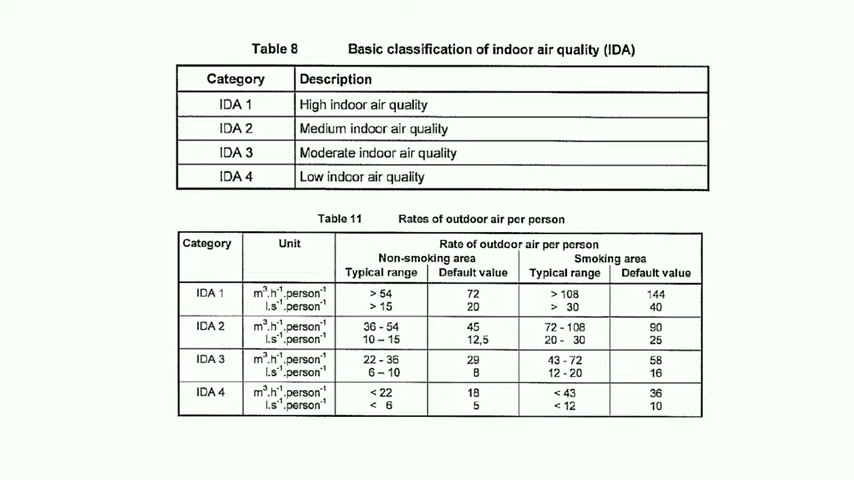 Table 8 Basic classification of indoor air quality (IDA)
Category Description
IDA 1 High indoor air quality
IDA 2 Medium indoor air quality
IDA 3 Moderate indoor air quality
IDA 4 Low indoor air quality
Table 11 Rates of outdoor air per person
Category Unit Rate of outdoor air per person
Non-smoking area Smoking area
Typical range Default value Typical range Default value
IDA 1 m³.h⁻¹.person⁻¹ > 54 72 > 108 144
l.s⁻¹.person⁻¹ > 15 20 > 30 40
IDA 2 m³.h⁻¹.person⁻¹ 36 - 54 45 72 - 108 90
l.s⁻¹.person⁻¹ 10 – 15 12,5 20 - 30 25
IDA 3 m³.h⁻¹.person⁻¹ 22 - 36 29 43 - 72 58
l.s⁻¹.person⁻¹ 6 – 10 8 12 - 20 16
IDA 4 m³.h⁻¹.person⁻¹ < 22 18 < 43 36
l.s⁻¹.person⁻¹ < 6 5 < 12 10